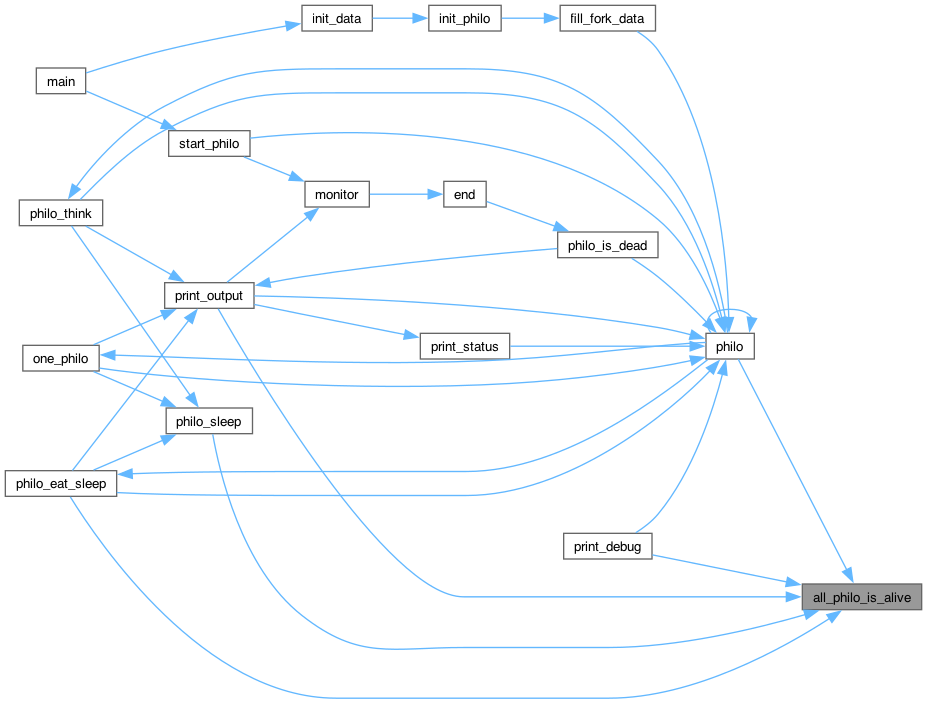 init_data
init_philo
fill_fork_data
main
start_philo
monitor
end
philo_think
philo_is_dead
print_output
print_status
philo
one_philo
philo_sleep
philo_eat_sleep
print_debug
all_philo_is_alive